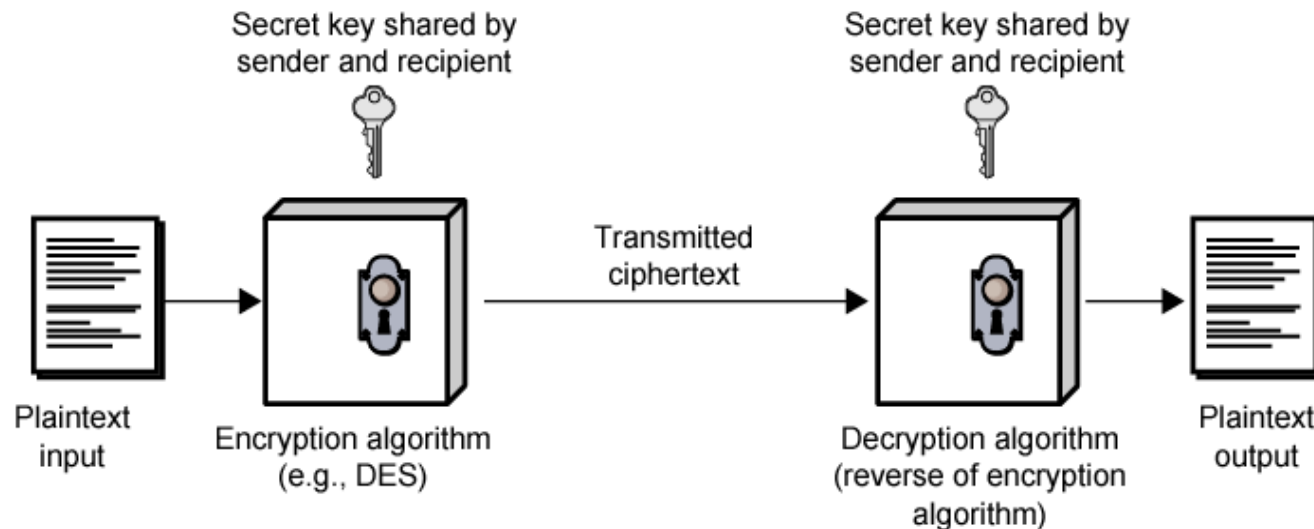 Secret key shared by
sender and recipient
Secret key shared by
sender and recipient
Transmitted
ciphertext
Plaintext
input
Encryption algorithm
(e.g., DES)
Decryption algorithm
(reverse of encryption
algorithm)
Plaintext
output